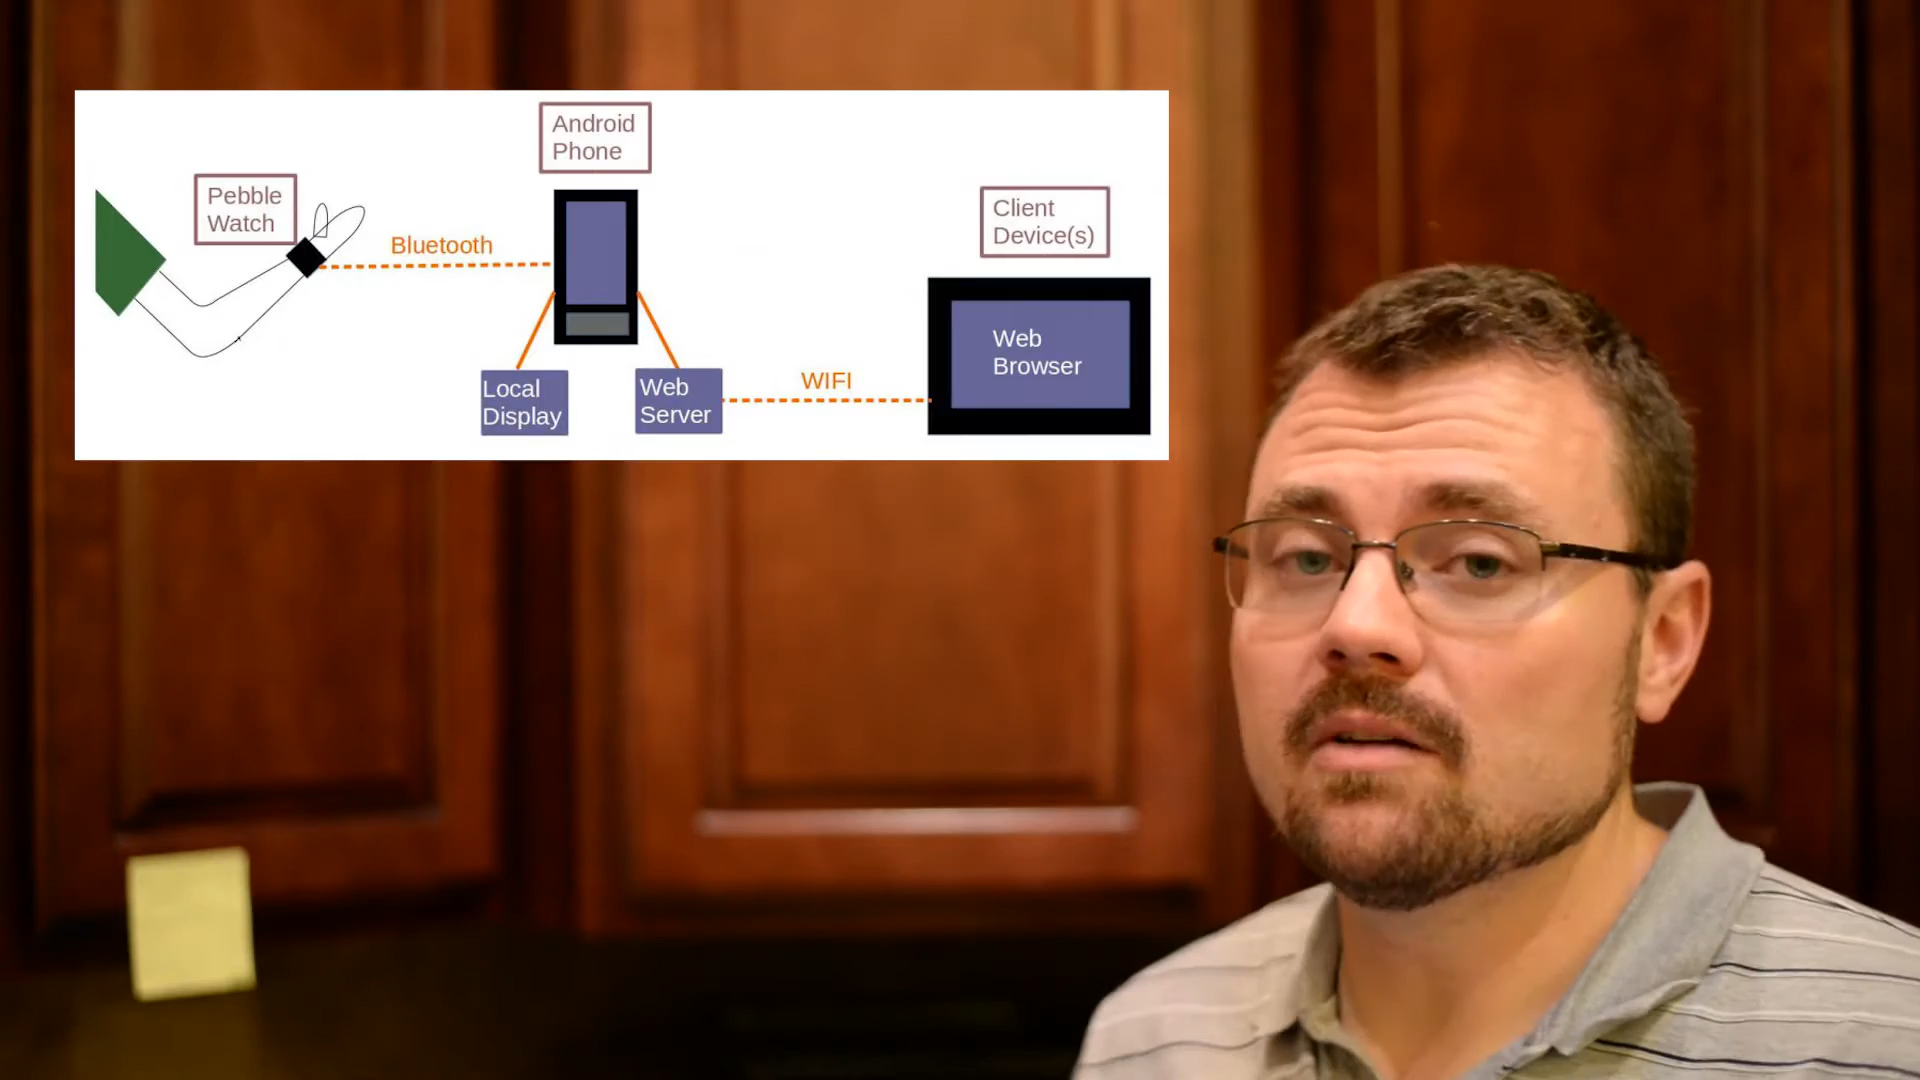 Android
Phone
Pebble
Watch
Bluetooth
Client
Device(s)
Web
Browser
Local
Display
Web
Server
WIFI